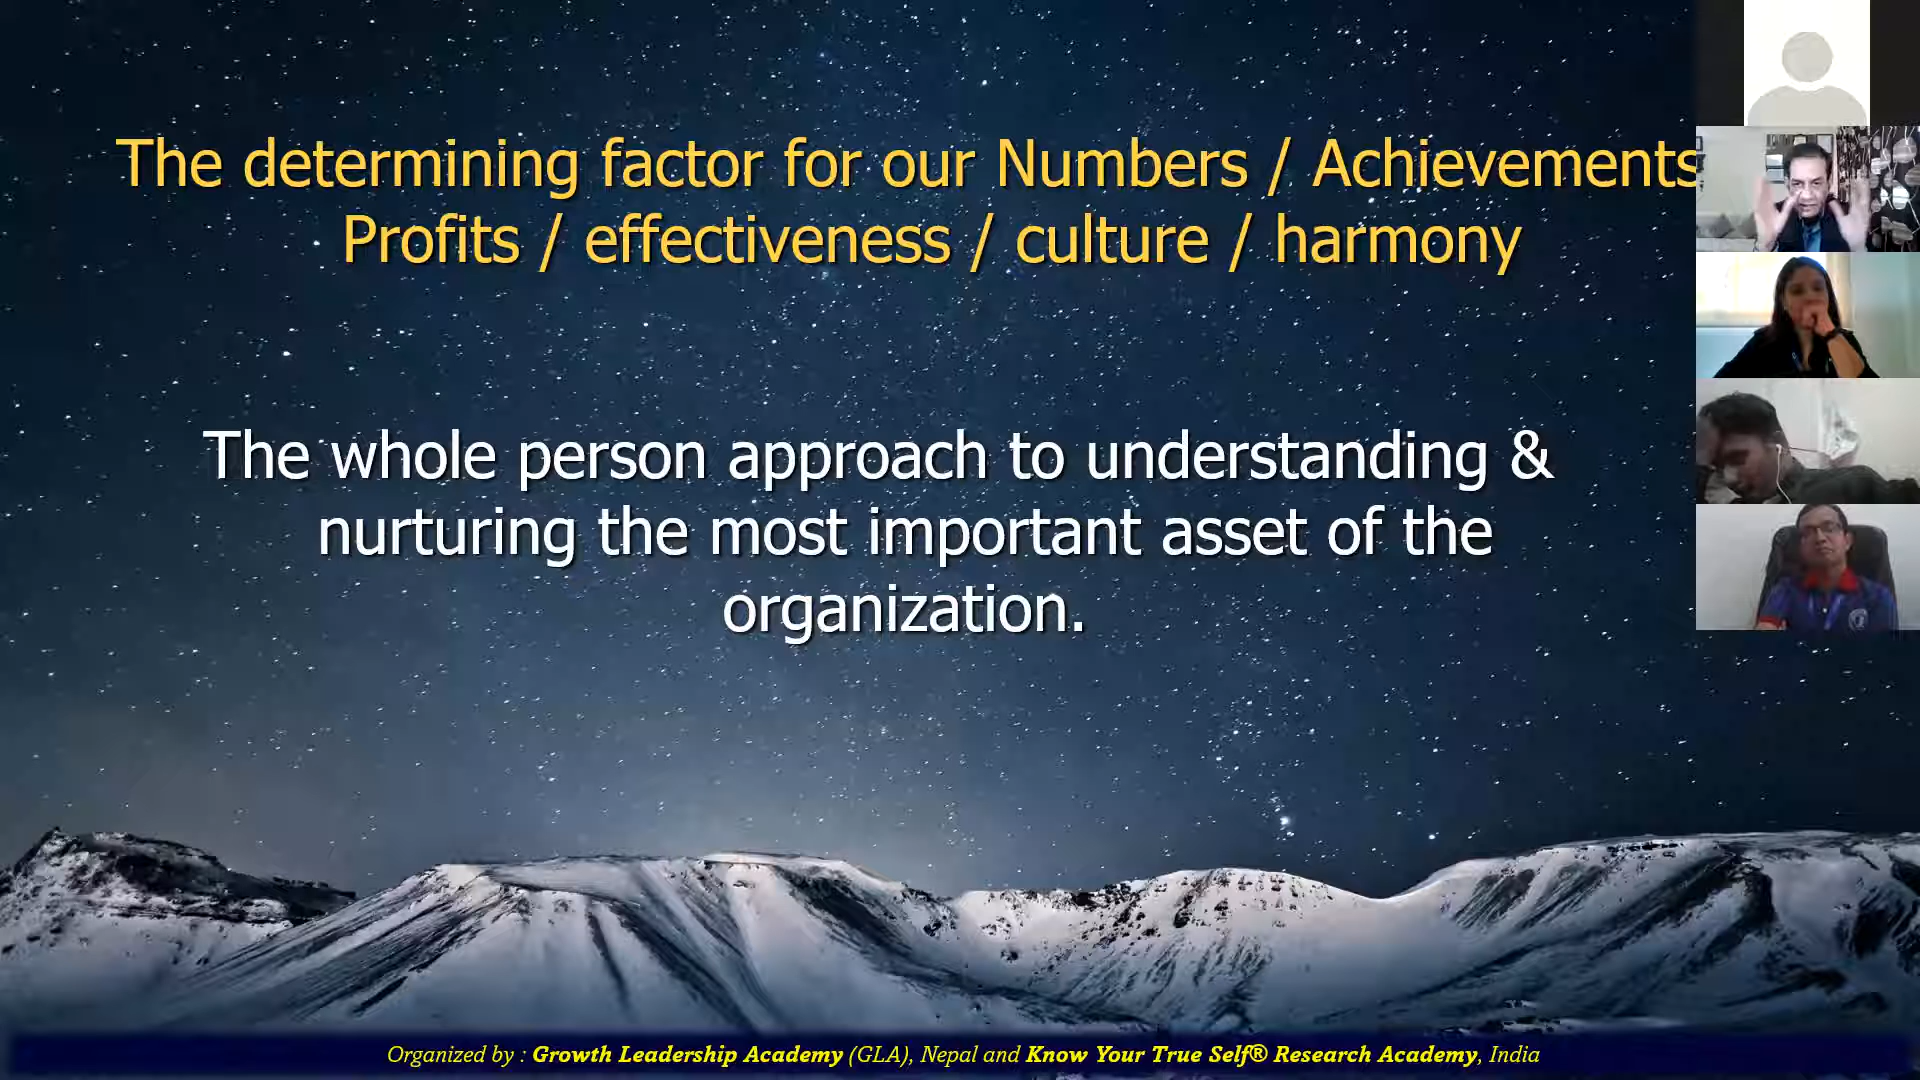 The determining factor for our Numbers / Achievements
Profits / effectiveness / culture / harmony
The whole person approach to understanding &
nurturing the most important asset of the
organization.
Organized by : Growth Leadership Academy (GLA), Nepal and Know Your True Self® Research Academy, India